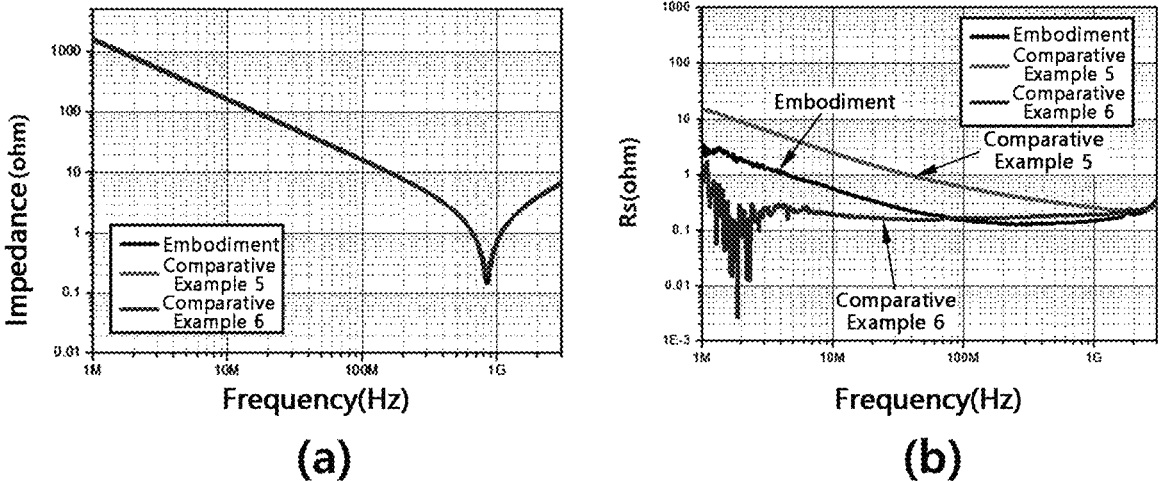 1000
100
10
1
0.1
0.01
Impedance(ohm)
Embodiment
Comparative
Example 5
Comparative
Example 6
1M
10M
100M
1G
Frequency(Hz)
(a)
1000
100
10
1
0.1
0.01
1E-3
Rs(ohm)
Embodiment
Comparative
Example 5
Comparative
Example 6
Embodiment
Comparative
Example 5
Comparative
Example 6
1M
10M
100M
1G
Frequency(Hz)
(b)